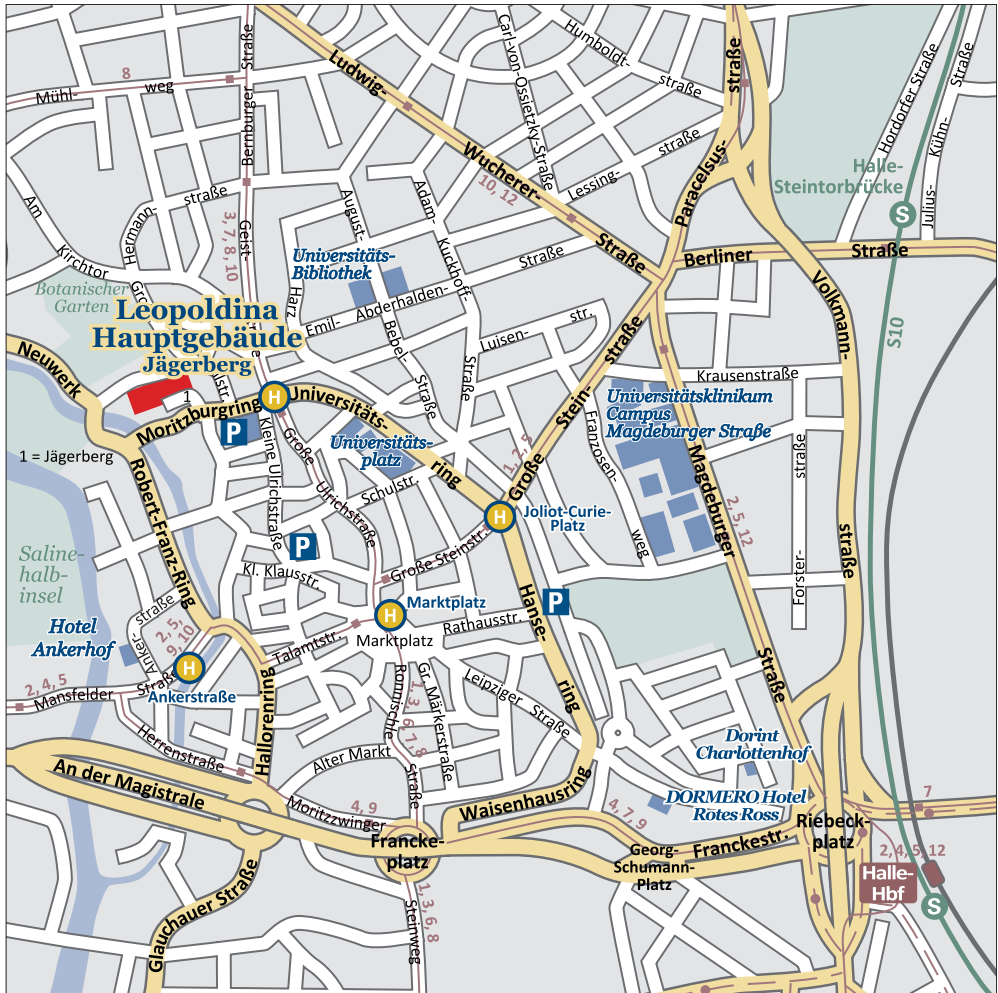 Straße
Bernburger
8
Mühl-
weg
Ludwig-
Wucherer-
Straße
10, 12
Carl-von-Ossietzky-Straße
Humboldt-
straße
straße
Lessing-
straße
Paracelsus-
Hordorfer Straße
Straße
Kühn-
Julius-
Halle-
Steintorbrücke
S
Berliner
Straße
Volkmann-
straße
S10
Am
Kirchtor
Hermann-
straße
3, 7, 8, 10
Geist-
August-
Bebel-
Straße
Adam-
Kuckhoff-
Straße
Harz
Universitäts-
Bibliothek
Emil-
Abderhalden-
Straße
Luisen-
str.
Botanischer
Garten
Leopoldina
Hauptgebäude
Jägerberg
1
1 = Jägerberg
Neuwerk
Moritzburgring
H
Universitäts-
ring
P
Universitäts-
platz
Kleine Ulrichstraße
Große
Ulrichstraße
Schulstr.
Große
Stein-
straße
1, 2, 5
Krausenstraße
Universitätsklinikum
Campus
Magdeburger Straße
Franzosen-
weg
Magdeburger
Straße
2, 5, 12
Forster-
straße
H
Joliot-Curie-
Platz
Robert-Franz-Ring
Saline-
halb-
insel
P
Kl. Klausstr.
Große Steinstr.
Hanse-
ring
P
H
Marktplatz
Marktplatz
Rathausstr.
Talamtstr.
Hotel
Ankerhof
Anker-
straße
2, 5,
9, 10
H
Ankerstraße
2, 4, 5
Mansfelder
Straße
Herrenstraße
Hallorenring
Alter Markt
Straße
Gr. Märkerstraße
Leipziger
Straße
Dorint
Charlottenhof
DORMERO Hotel
Rotes Ross
An der Magistrale
Moritzzwinger
4, 9
Francke-
platz
Waisenhausring
4, 7, 9
Georg-
Schumann-
Platz
Franckestr.
Riebeck-
platz
7
2, 4, 5, 12
Halle-
Hbf
S
Glauchauer Straße
1, 3, 6, 8
Steinweg